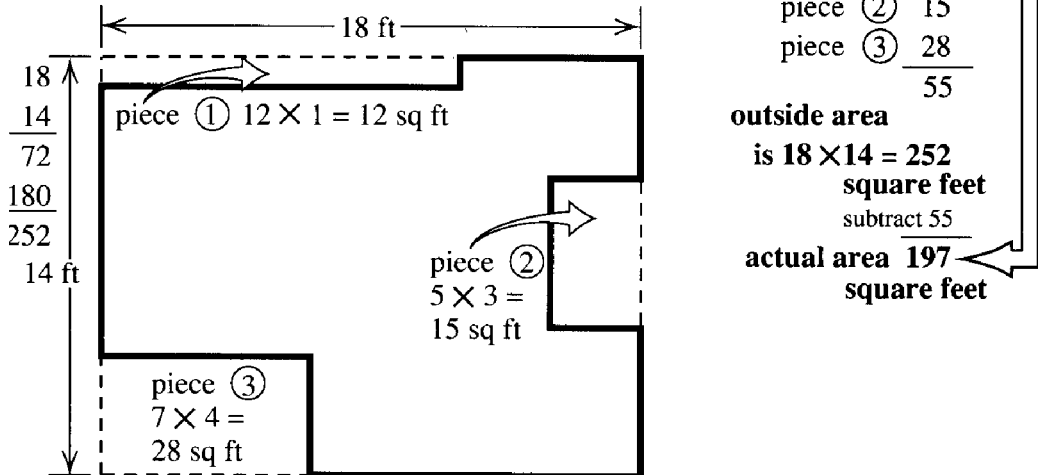 18 ft
18
14
72
180
252
14 ft
piece ① 12 × 1 = 12 sq ft
piece ②
5 × 3 =
15 sq ft
piece ③
7 × 4 =
28 sq ft
piece ② 15
piece ③ 28
55
outside area
is 18 × 14 = 252
square feet
subtract 55
actual area 197
square feet